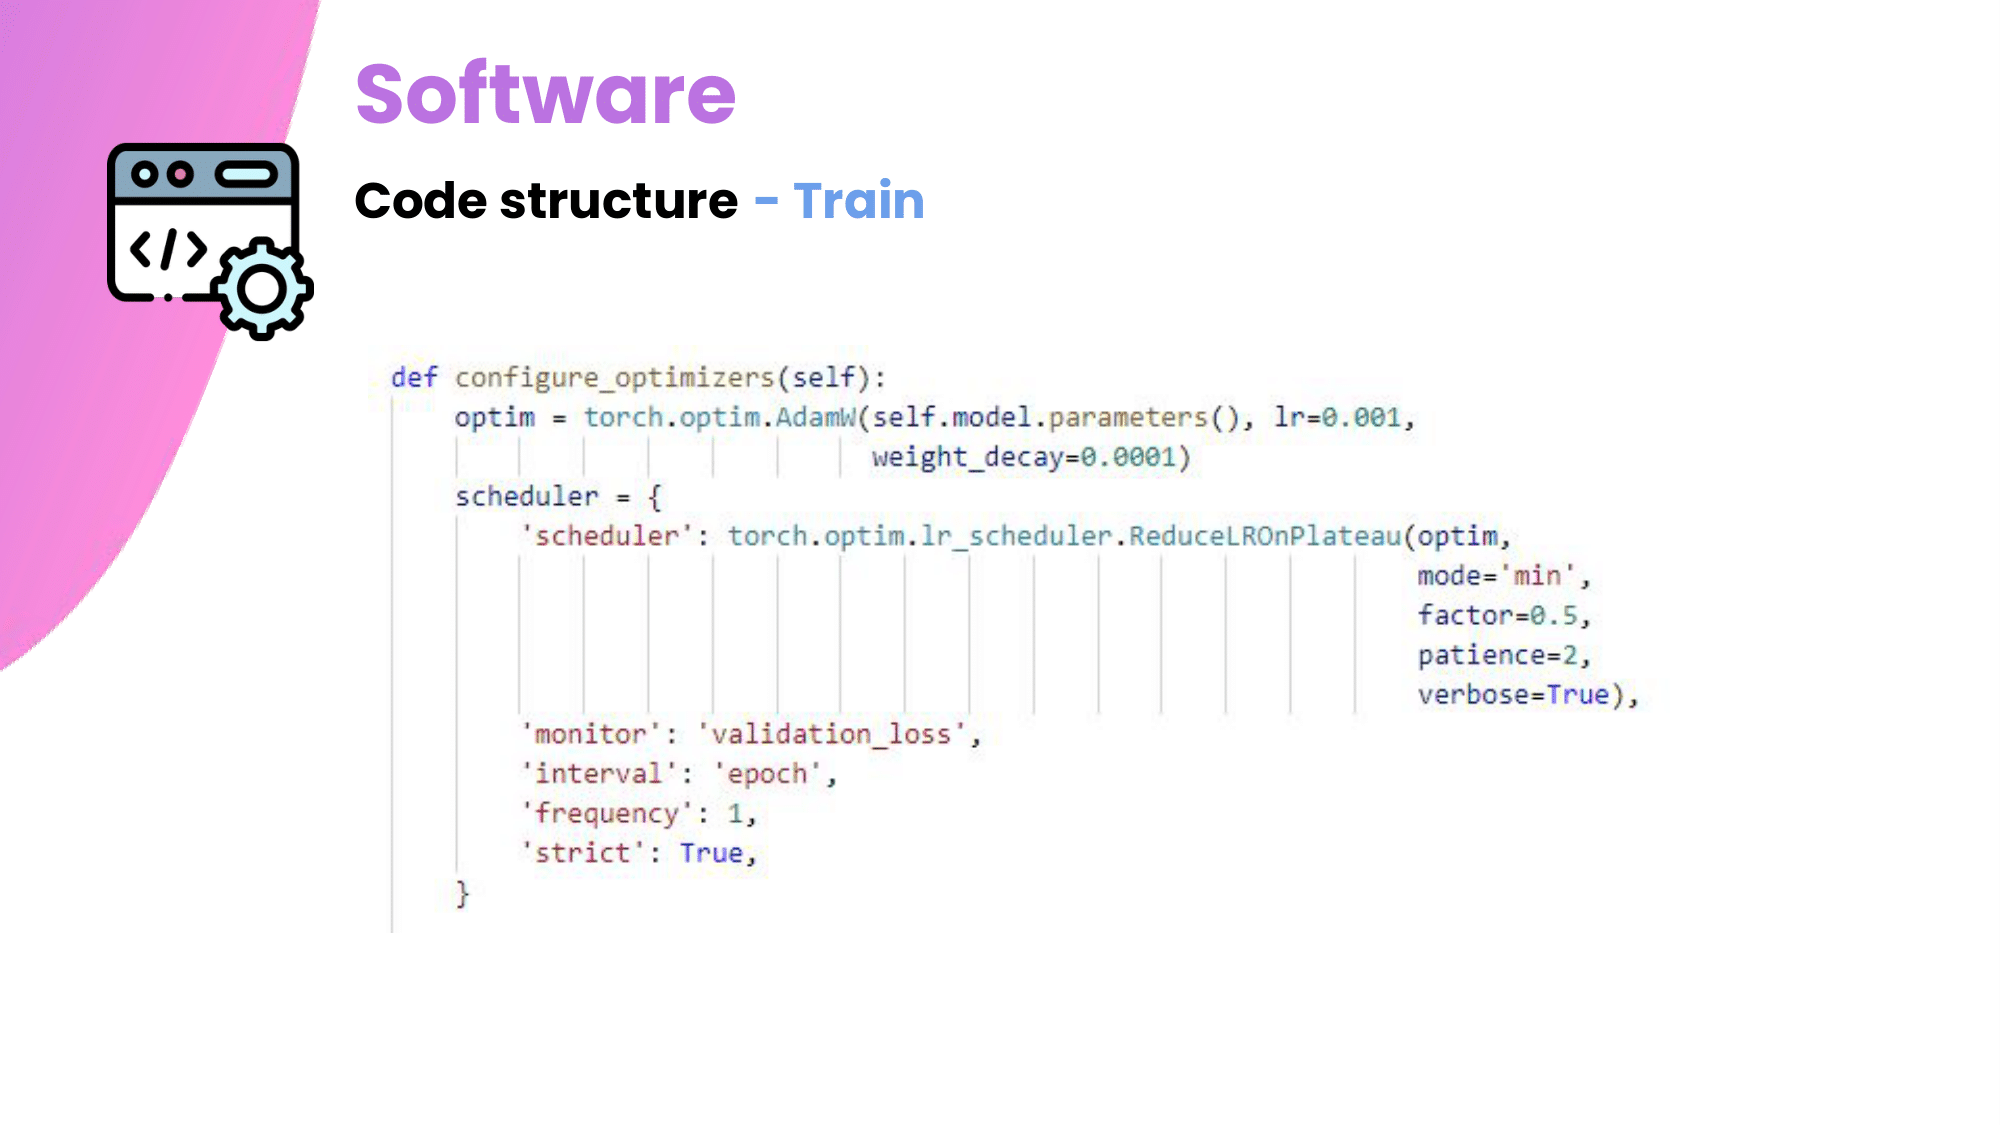 Software
Code structure - Train
</>
def configure_optimizers(self):
optim = torch.optim.AdamW(self.model.parameters(), lr=0.001,
weight_decay=0.0001)
scheduler = {
'scheduler': torch.optim.lr_scheduler.ReduceLROnPlateau(optim,
mode='min',
factor=0.5,
patience=2,
verbose=True),
'monitor': 'validation_loss',
'interval': 'epoch',
'frequency': 1,
'strict': True,
}